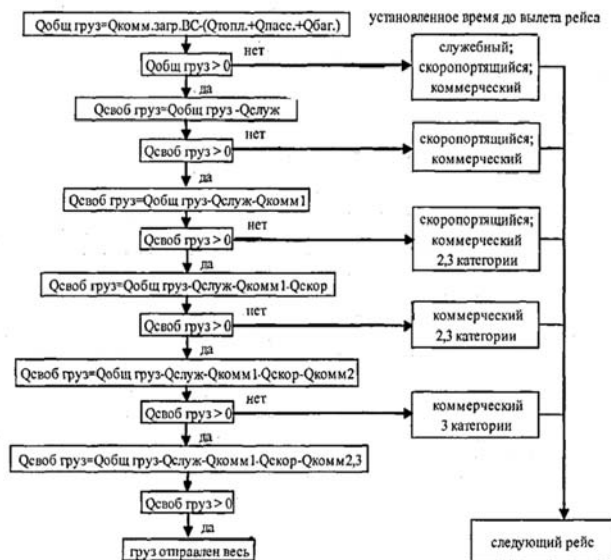 установленное время до вылета рейса
Qобщ груз=Qкомм.загр.ВС-(Qтопл.+Qпасс.+Qбаг.)
нет
Qобщ груз > 0
служебный;
скоропортящийся;
коммерческий
да
Qсвоб груз=Qобщ груз -Qслуж
нет
Qсвоб груз > 0
скоропортящийся;
коммерческий
да
Qсвоб груз=Qобщ груз-Qслуж-Qкомм1
нет
Qсвоб груз > 0
скоропортящийся;
коммерческий
2,3 категории
да
Qсвоб груз=Qобщ груз-Qслуж-Qкомм1-Qскор
нет
Qсвоб груз > 0
коммерческий
2,3 категории
да
Qсвоб груз=Qобщ груз-Qслуж-Qкомм1-Qскор-Qкомм2
нет
Qсвоб груз > 0
коммерческий
3 категории
да
Qсвоб груз=Qобщ груз-Qслуж-Qкомм1-Qскор-Qкомм2,3
Qсвоб груз > 0
да
груз отправлен весь
следующий рейс